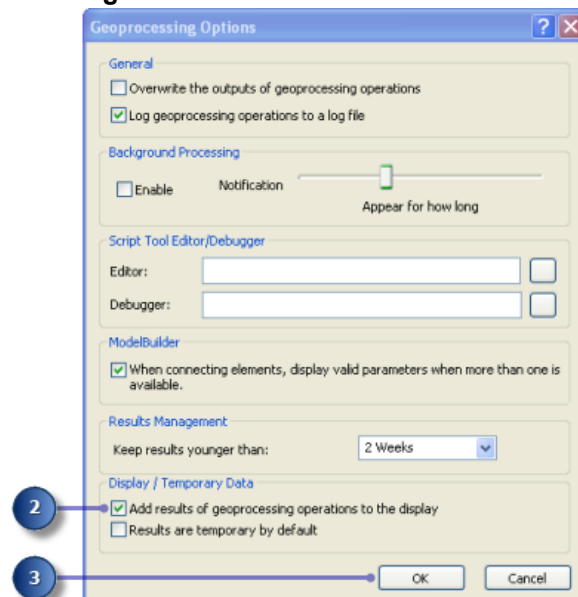 Geoprocessing Options
General
Overwrite the outputs of geoprocessing operations
Log geoprocessing operations to a log file
Background Processing
Enable
Notification
Appear for how long
Script Tool Editor/Debugger
Editor:
Debugger:
ModelBuilder
When connecting elements, display valid parameters when more than one is
available.
Results Management
Keep results younger than:
2 Weeks
Display / Temporary Data
2
Add results of geoprocessing operations to the display
Results are temporary by default
3
OK
Cancel